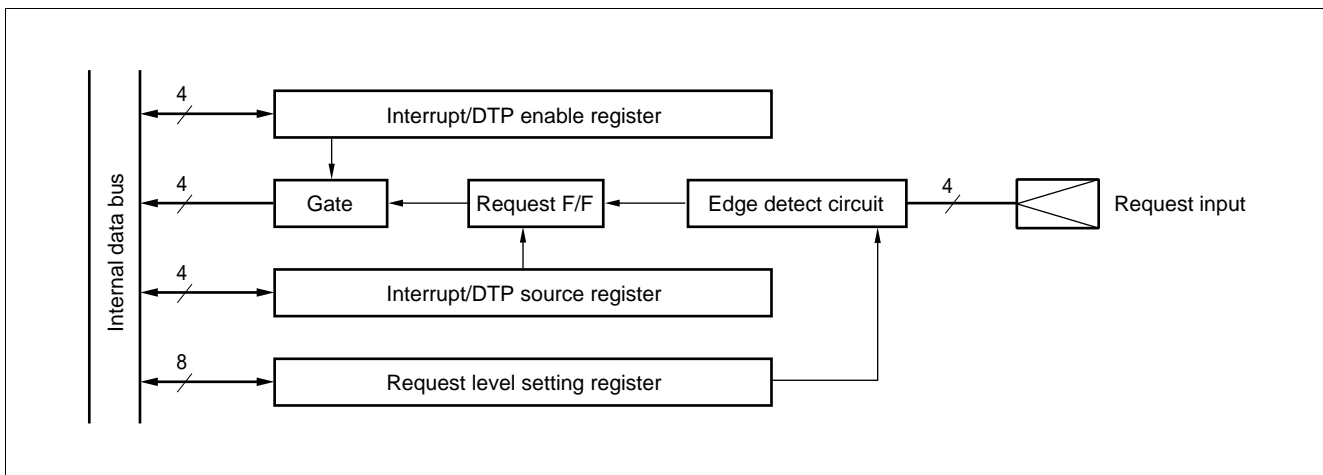 Internal data bus
4
Interrupt/DTP enable register
4
Gate
Request F/F
Edge detect circuit
4
Request input
4
Interrupt/DTP source register
8
Request level setting register